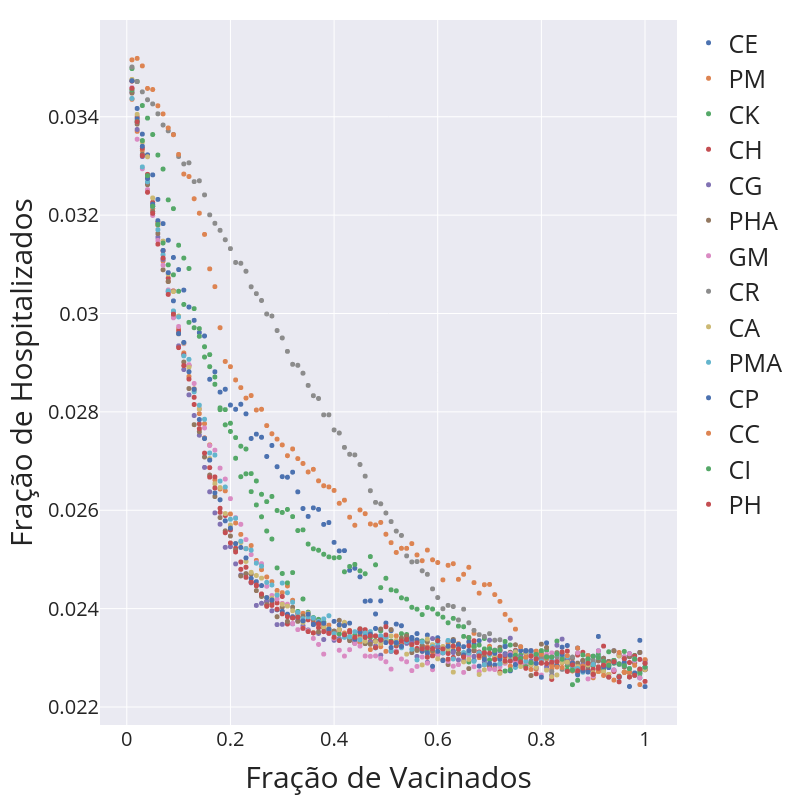 Fração de Hospitalizados
0.034
0.032
0.03
0.028
0.026
0.024
0.022
0
0.2
0.4
0.6
0.8
1
Fração de Vacinados
CE
PM
CK
CH
CG
PHA
GM
CR
CA
PMA
CP
CC
CI
PH